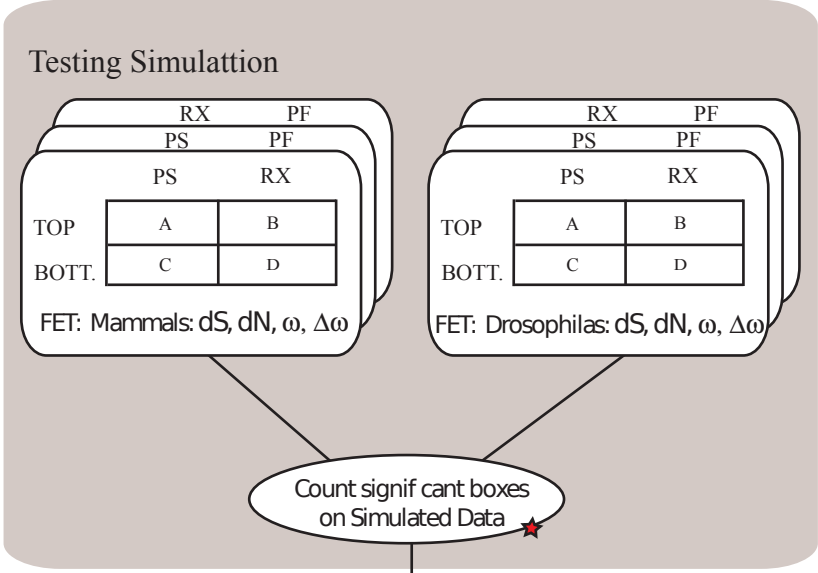 Testing Simulattion
RX PF
PS PF
PS RX
TOP A B
BOTT. C D
FET: Mammals: dS, dN, ω, Δω
RX PF
PS PF
PS RX
TOP A B
BOTT. C D
FET: Drosophilas: dS, dN, ω, Δω
Count signif cant boxes
on Simulated Data